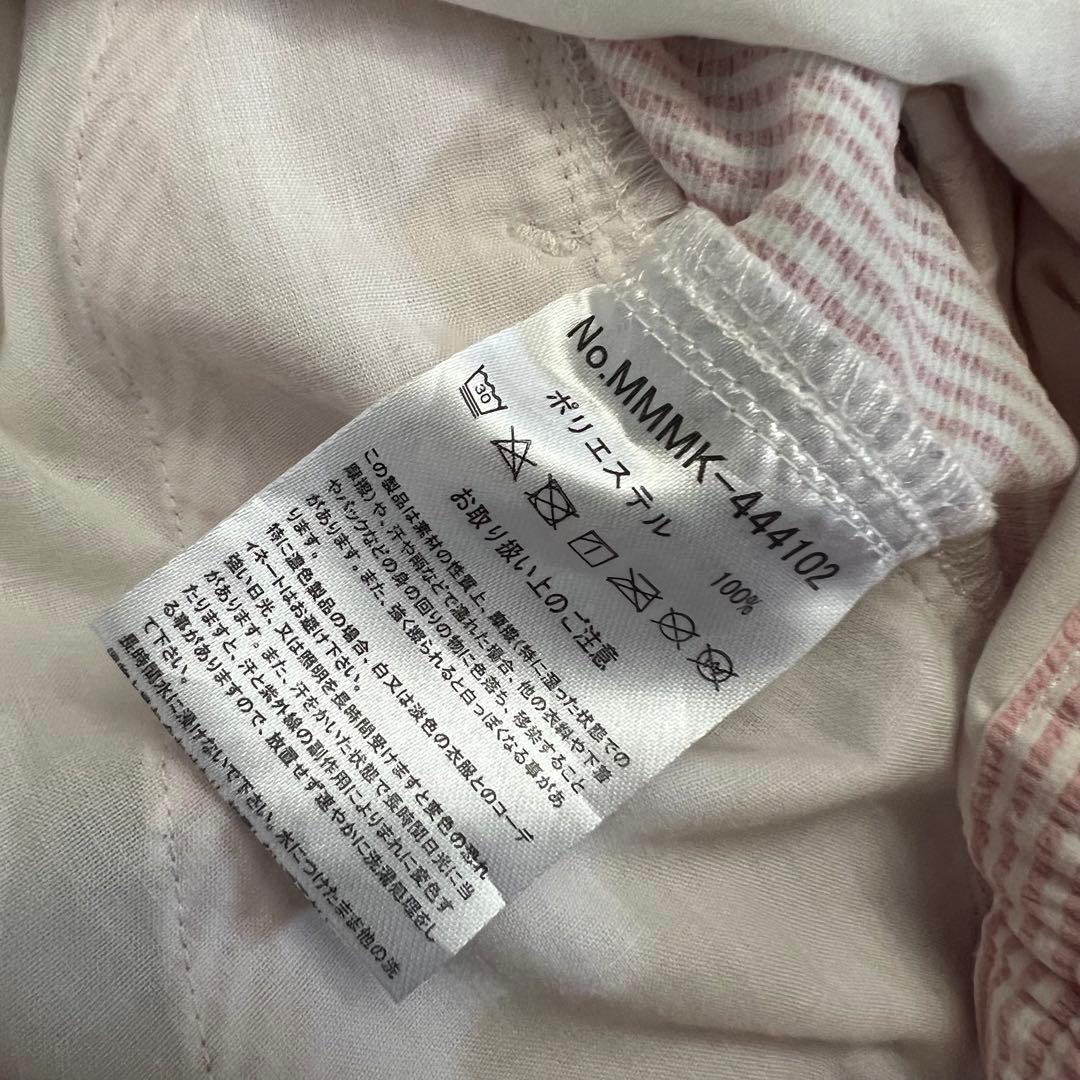 No.MMMK-444102
ポリエステル 100%
30
お取り扱い上のご注意
この製品は素材の性質上、摩擦(特に湿った状態での
摩擦)や、汗や雨などで濡れた場合、他の衣料や下着
やバックなどの身の回りの物に色落ち、移染すること
があります。また、強く擦られると白っぽくなる事があ
ります。
特に濃色製品の場合、白又は淡色の衣服とのコーデ
ィネートはお避け下さい。
強い日光、又は照明を長時間受けますと変色の恐れ
があります。また、汗をかいた状態で長時間日光に当
たりますと、汗と紫外線の副作用によりまれに変色す
る事がありますので、放置せず速やかに洗濯処理をし
て下さい。
長時間水に浸けないで下さい。水につけたまま他の洗